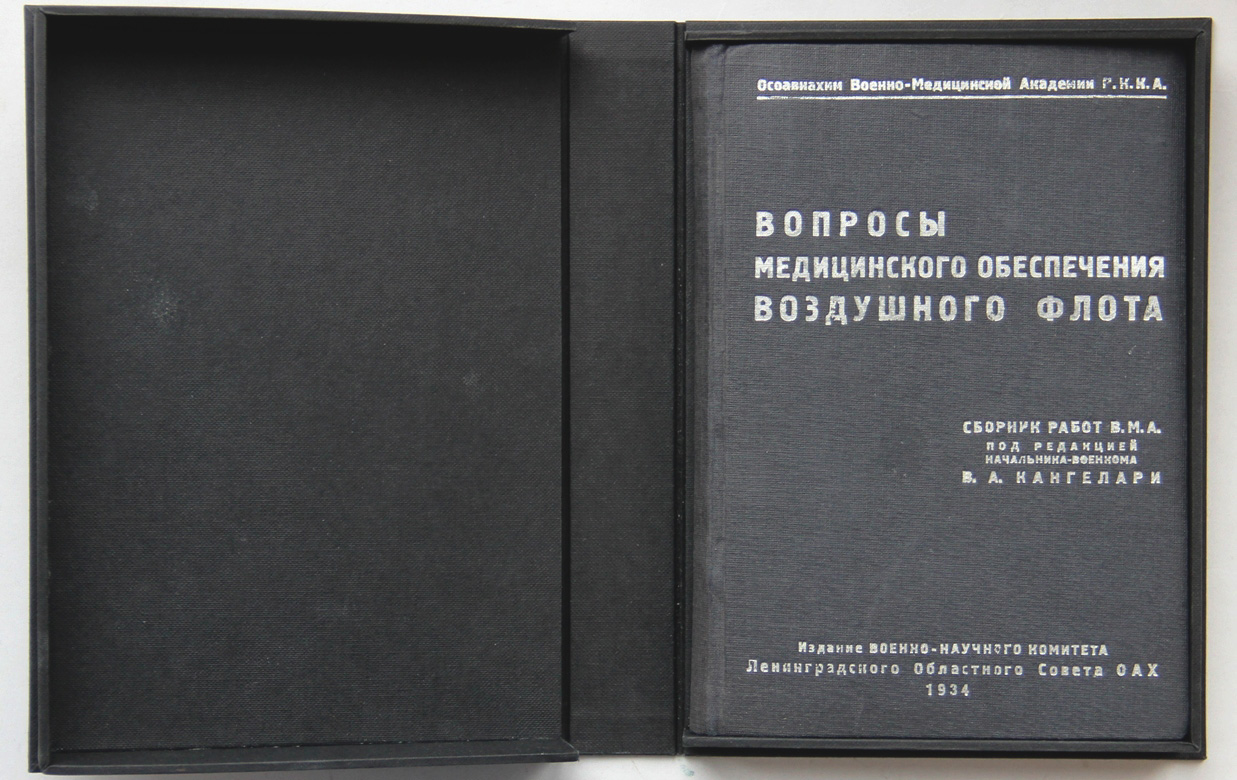 Осоавиахим Военно-Медицинской Академии Р.К.К.А.
ВОПРОСЫ
МЕДИЦИНСКОГО ОБЕСПЕЧЕНИЯ
ВОЗДУШНОГО ФЛОТА
СБОРНИК РАБОТ В.М.А.
ПОД РЕДАКЦИЕЙ
НАЧАЛЬНИКА-ВОЕНКОМА
В. А. КАНГЕЛАРИ
Издание ВОЕННО-НАУЧНОГО КОМИТЕТА
Ленинградского Областного Совета ОАХ
1934